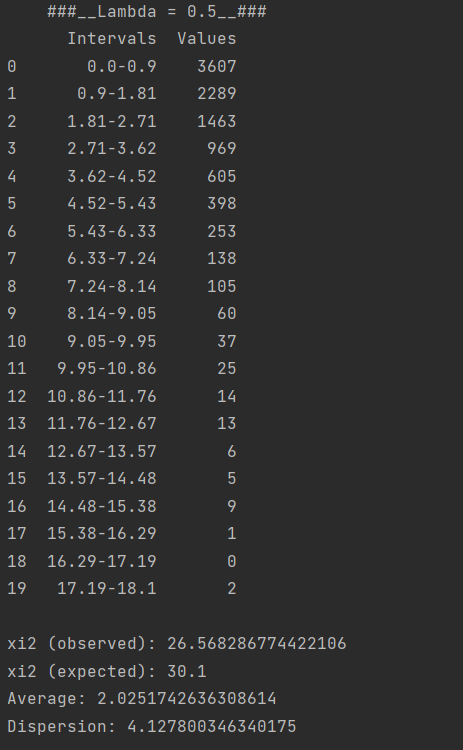 ###__Lambda = 0.5__###
Intervals Values
0 0.0-0.9 3607
1 0.9-1.81 2289
2 1.81-2.71 1463
3 2.71-3.62 969
4 3.62-4.52 605
5 4.52-5.43 398
6 5.43-6.33 253
7 6.33-7.24 138
8 7.24-8.14 105
9 8.14-9.05 60
10 9.05-9.95 37
11 9.95-10.86 25
12 10.86-11.76 14
13 11.76-12.67 13
14 12.67-13.57 6
15 13.57-14.48 5
16 14.48-15.38 9
17 15.38-16.29 1
18 16.29-17.19 0
19 17.19-18.1 2
xi2 (observed): 26.568286774422106
xi2 (expected): 30.1
Average: 2.0251742636308614
Dispersion: 4.127800346340175